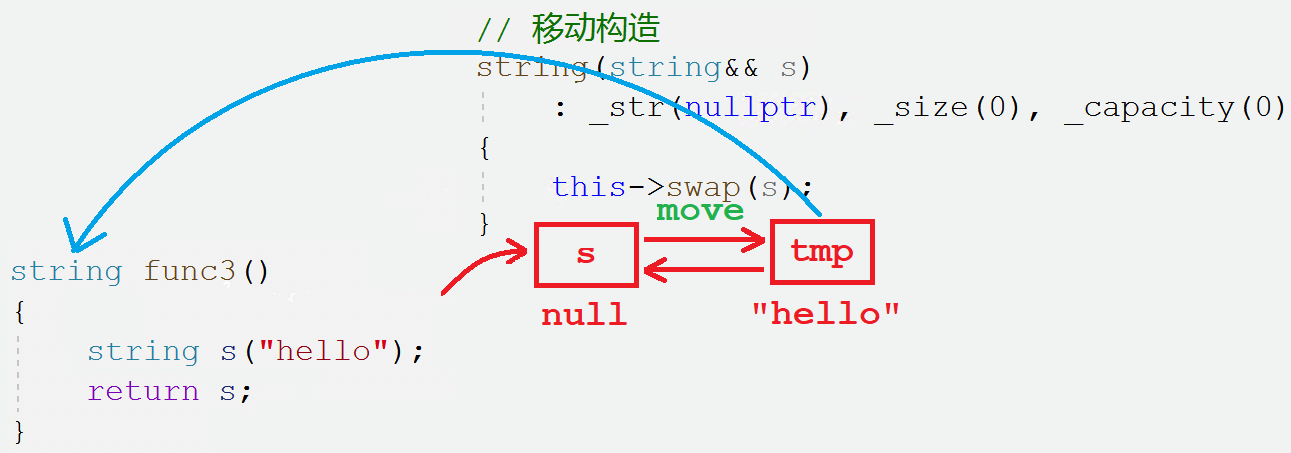 // 移动构造
string(string&& s)
: _str(nullptr), _size(0), _capacity(0)
{
this->swap(s);
}
move
s
tmp
null
"hello"
string func3()
{
string s("hello");
return s;
}